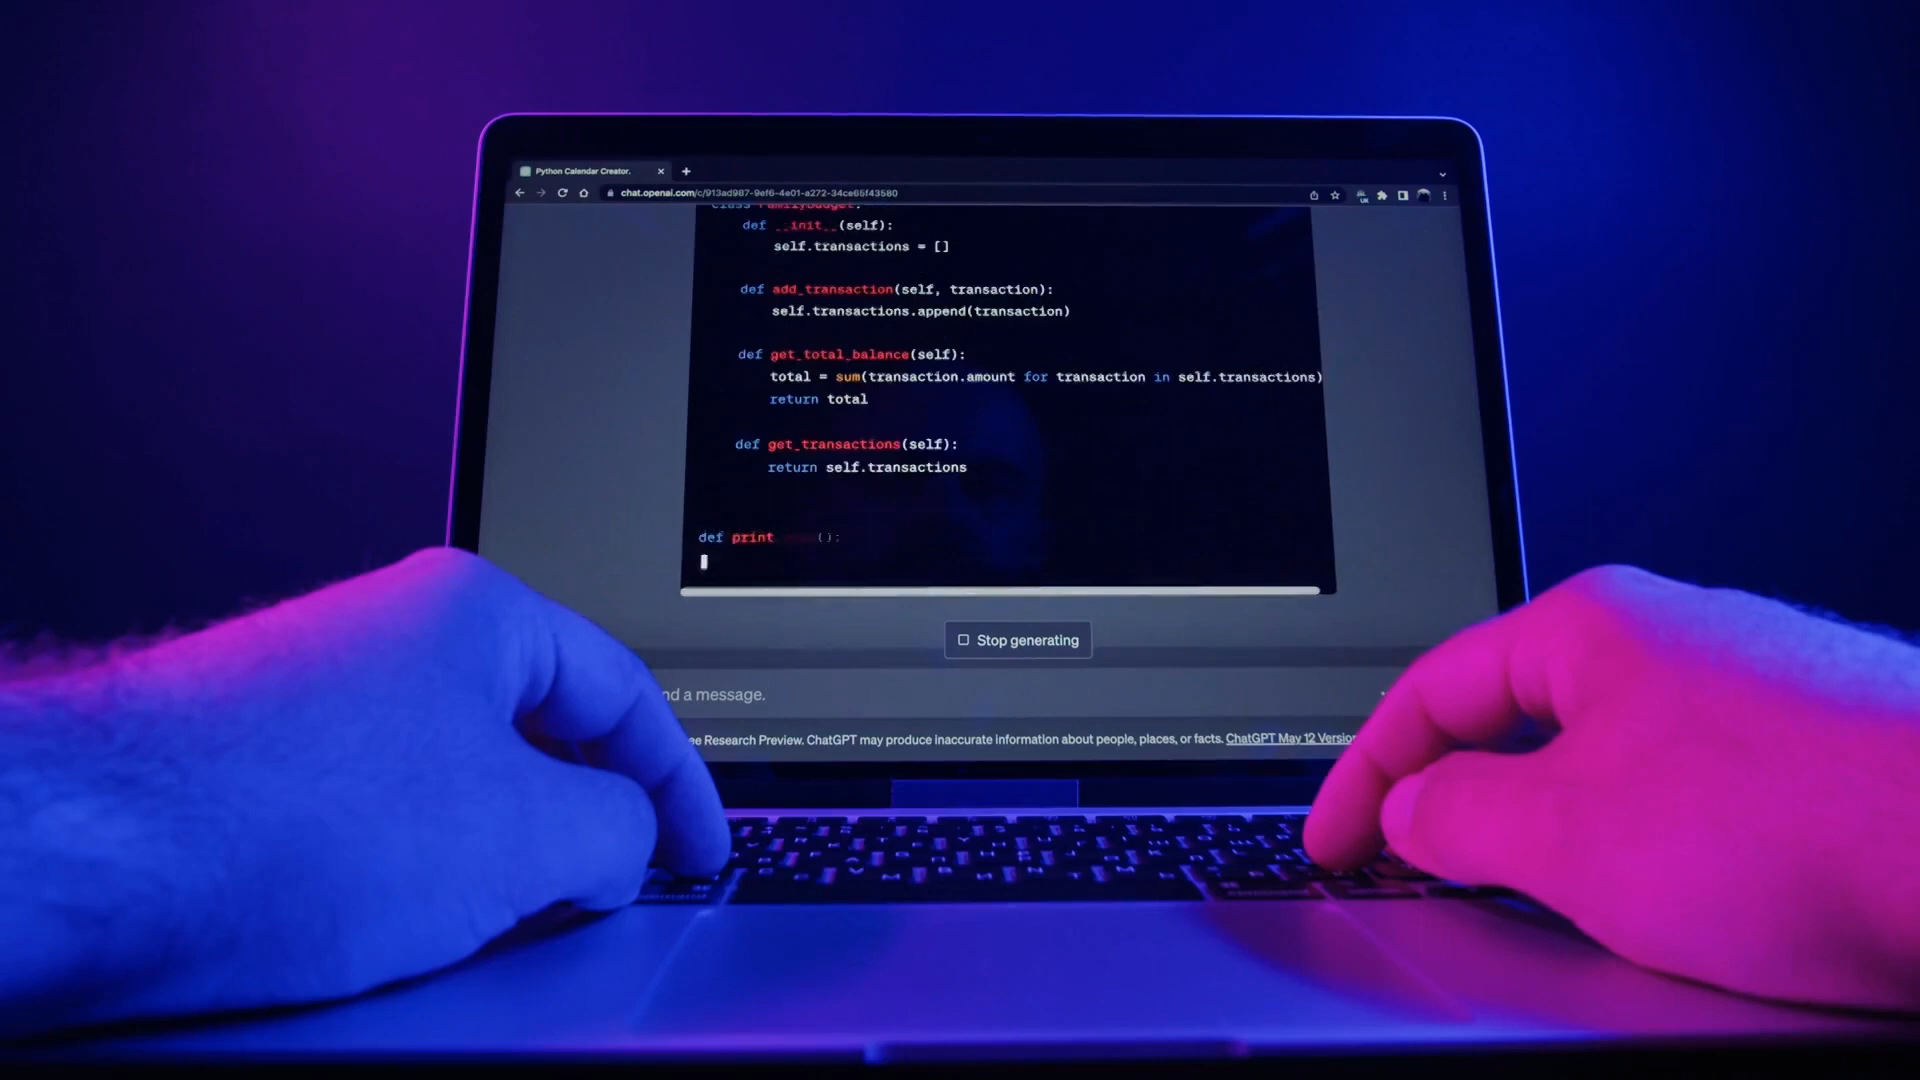 Python Calendar Creator.
chat.openai.com/c/913ad987-9ef6-4e01-a272-34ce65f43580
class FamilyBudget:
def __init__(self):
self.transactions = []
def add_transaction(self, transaction):
self.transactions.append(transaction)
def get_total_balance(self):
total = sum(transaction.amount for transaction in self.transactions)
return total
def get_transactions(self):
return self.transactions
def print ():
Stop generating
nd a message.
ee Research Preview. ChatGPT may produce inaccurate information about people, places, or facts. ChatGPT May 12 Version